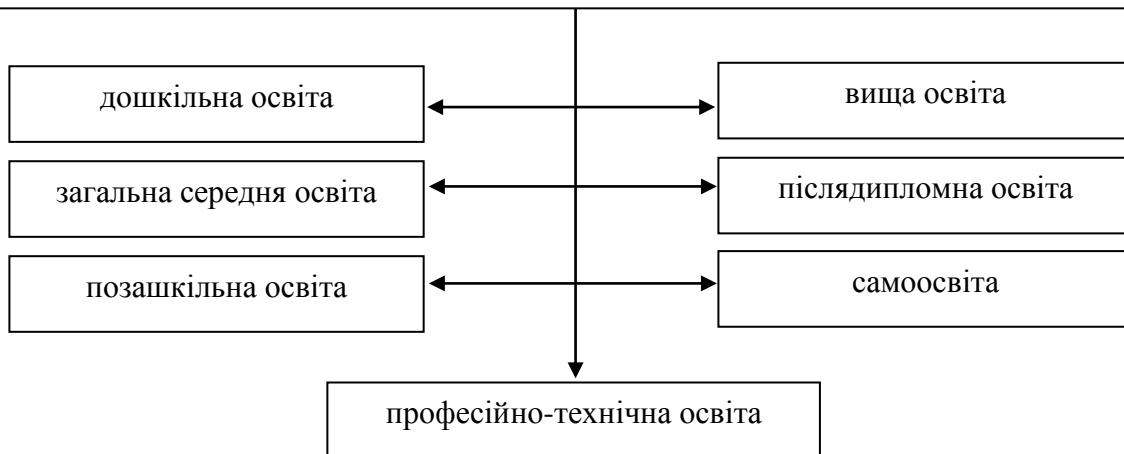 дошкільна освіта
вища освіта
загальна середня освіта
післядипломна освіта
позашкільна освіта
самоосвіта
професійно-технічна освіта